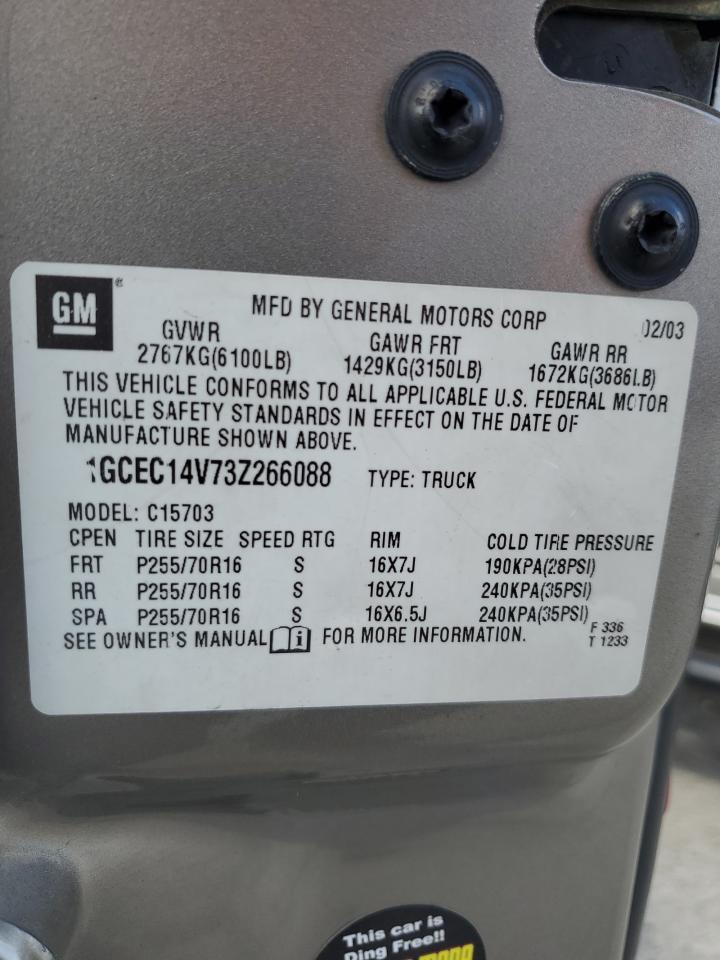 GM
MFD BY GENERAL MOTORS CORP 02/03
GVWR GAWR FRT GAWR RR
2767KG(6100LB) 1429KG(3150LB) 1672KG(3686LB)
THIS VEHICLE CONFORMS TO ALL APPLICABLE U.S. FEDERAL MOTOR
VEHICLE SAFETY STANDARDS IN EFFECT ON THE DATE OF
MANUFACTURE SHOWN ABOVE.
1GCEC14V73Z266088 TYPE: TRUCK
MODEL: C15703
CPEN TIRE SIZE SPEED RTG RIM COLD TIRE PRESSURE
FRT P255/70R16 S 16X7J 190KPA(28PSI)
RR P255/70R16 S 16X7J 240KPA(35PSI)
SPA P255/70R16 S 16X6.5J 240KPA(35PSI)
SEE OWNER'S MANUAL i FOR MORE INFORMATION.
F 336
T 1233
This car is
Ding Free!!